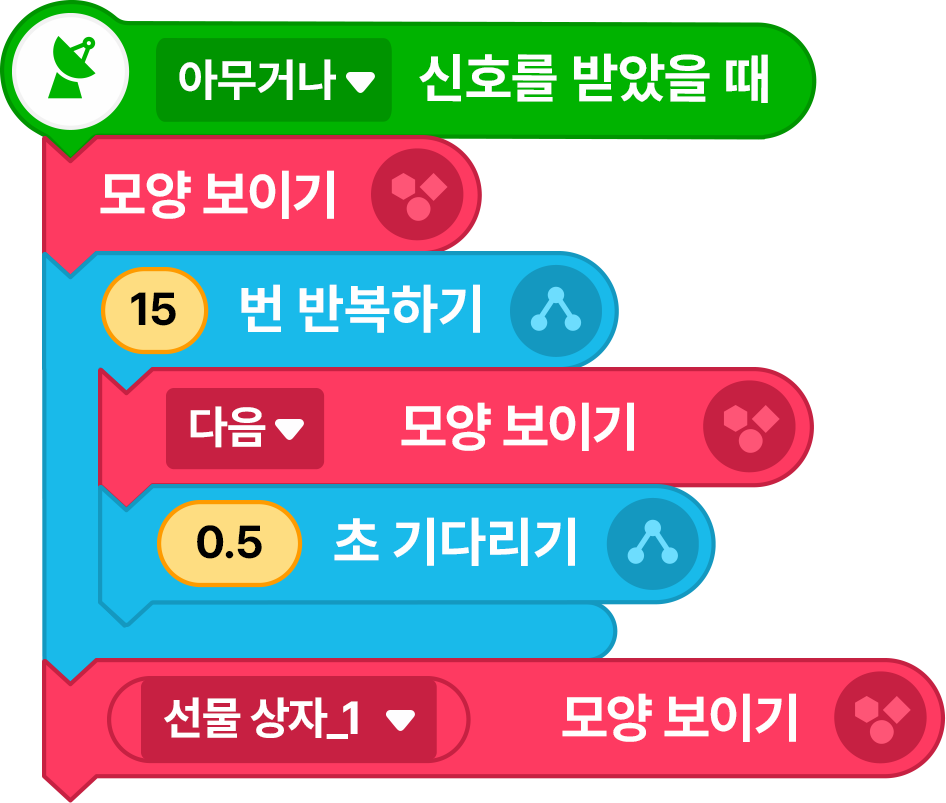 아무거나 신호를 받았을 때
모양 보이기
15 번 반복하기
다음 모양 보이기
0.5 초 기다리기
선물 상자_1 모양 보이기